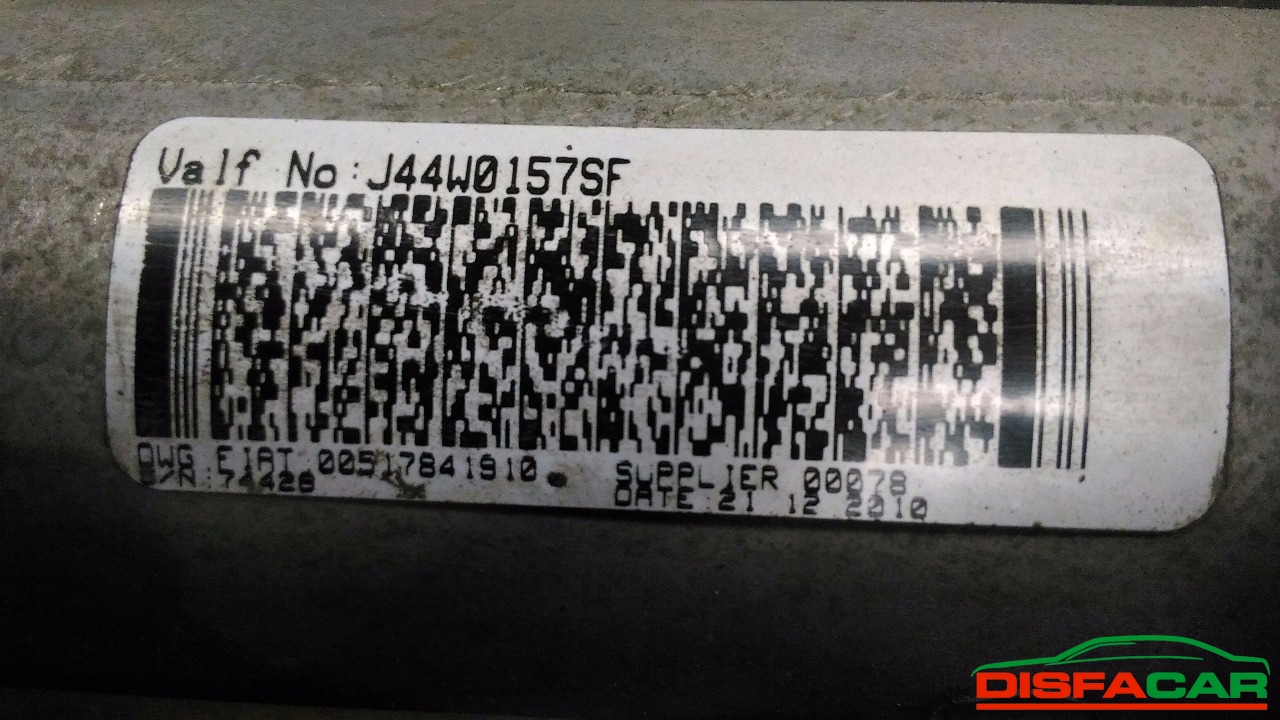 Valf No:J44W0157SF
DWG FIAT 00517841910
SUPPLIER 00078
S/N:74428
DATE:21 12 2010
DISFACAR